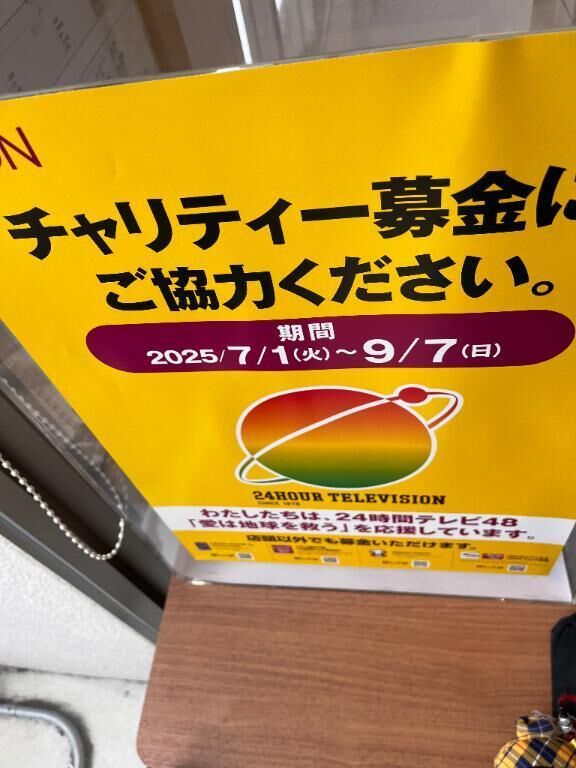 ON
チャリティー募金に
ご協力ください。
期間
2025/7/1(火)〜9/7(日)
24HOUR TELEVISION
SINCE 1978
わたしたちは、24時間テレビ48
「愛は地球を救う」を応援しています。
店頭以外でも募金いただけます。